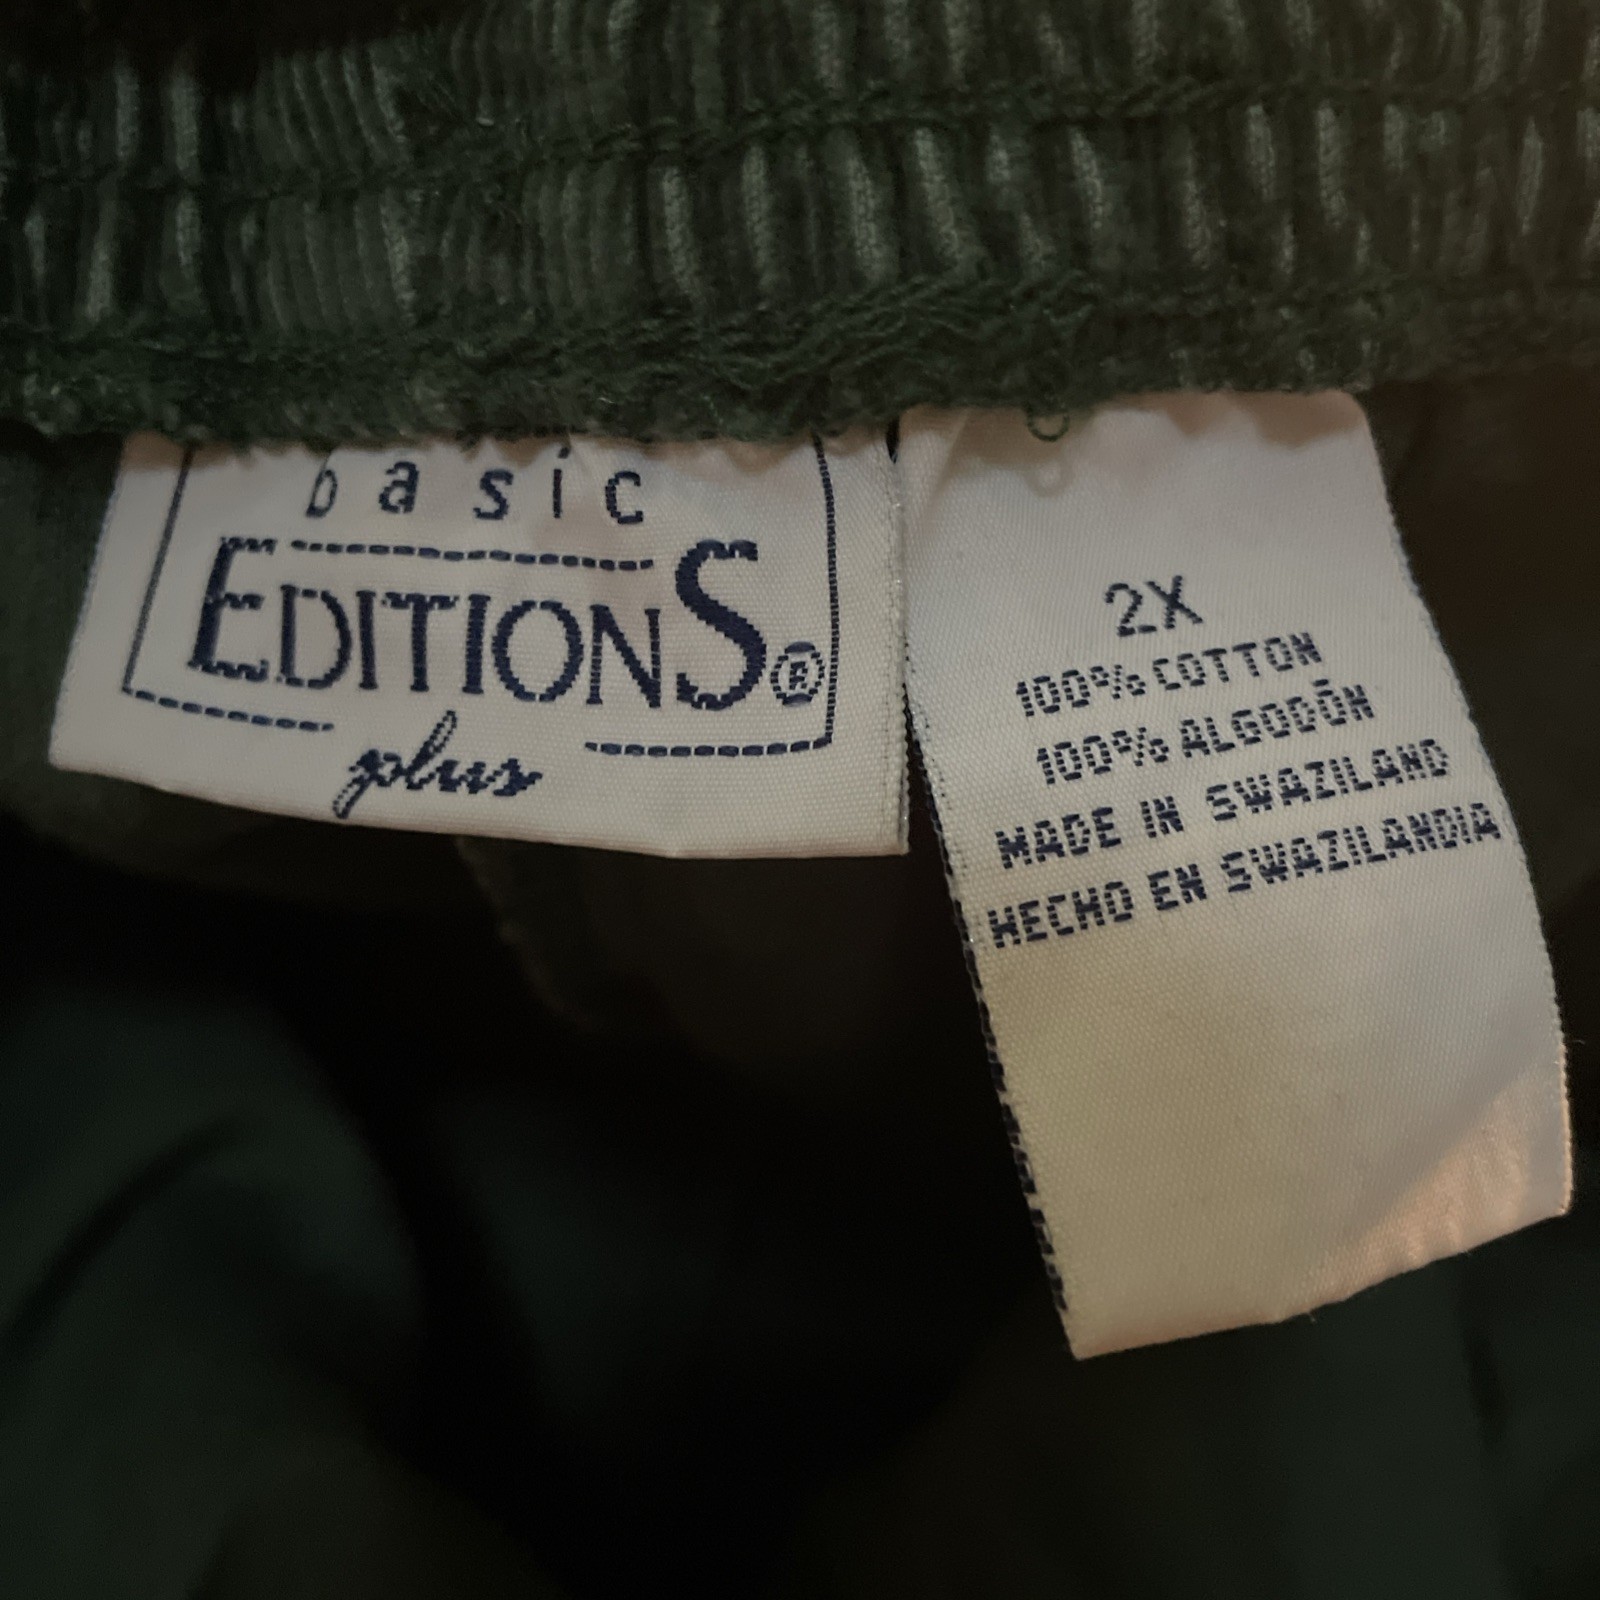 basic
EDITIONS®
plus
2X
100% COTTON
100% ALGODÓN
MADE IN SWAZILAND
HECHO EN SWAZILANDIA